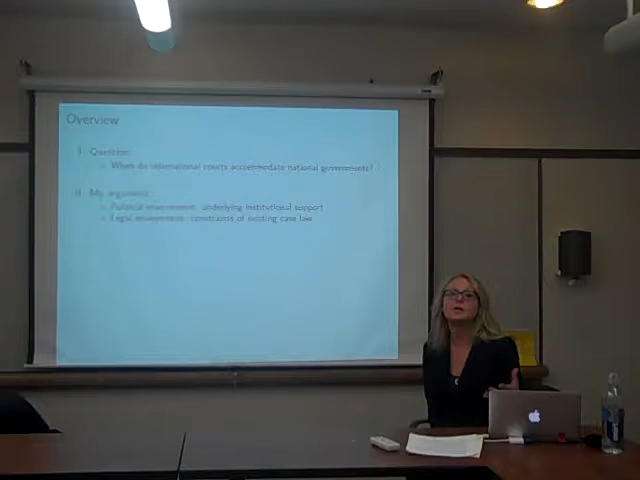 Overview
I Question:
When do international courts accommodate national governments?
II My argument:
Political environment: underlying institutional support
Legal environment: constraints of existing case law